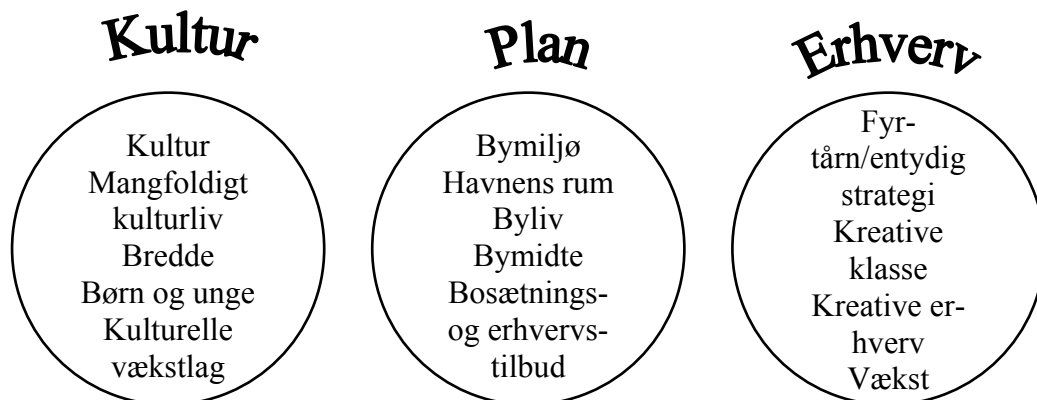 Kultur
Kultur
Mangfoldigt
kulturliv
Bredde
Børn og unge
Kulturelle
vækstlag
Plan
Bymiljø
Havnens rum
Byliv
Bymidte
Bosætnings-
og erhvervs-
tilbud
Erhverv
Fyr-
tårn/entydig
strategi
Kreative
klasse
Kreative er-
hverv
Vækst